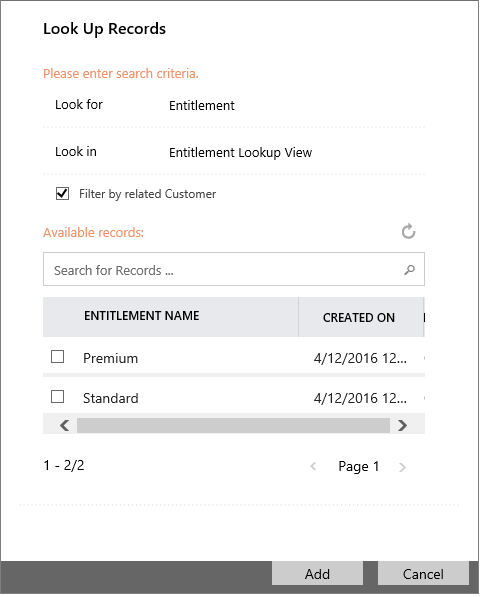 Look Up Records
Please enter search criteria.
Look for Entitlement
Look in Entitlement Lookup View
Filter by related Customer
Available records:
Search for Records ...
ENTITLEMENT NAME CREATED ON
Premium 4/12/2016 12...
Standard 4/12/2016 12...
1 - 2/2 Page 1
Add Cancel